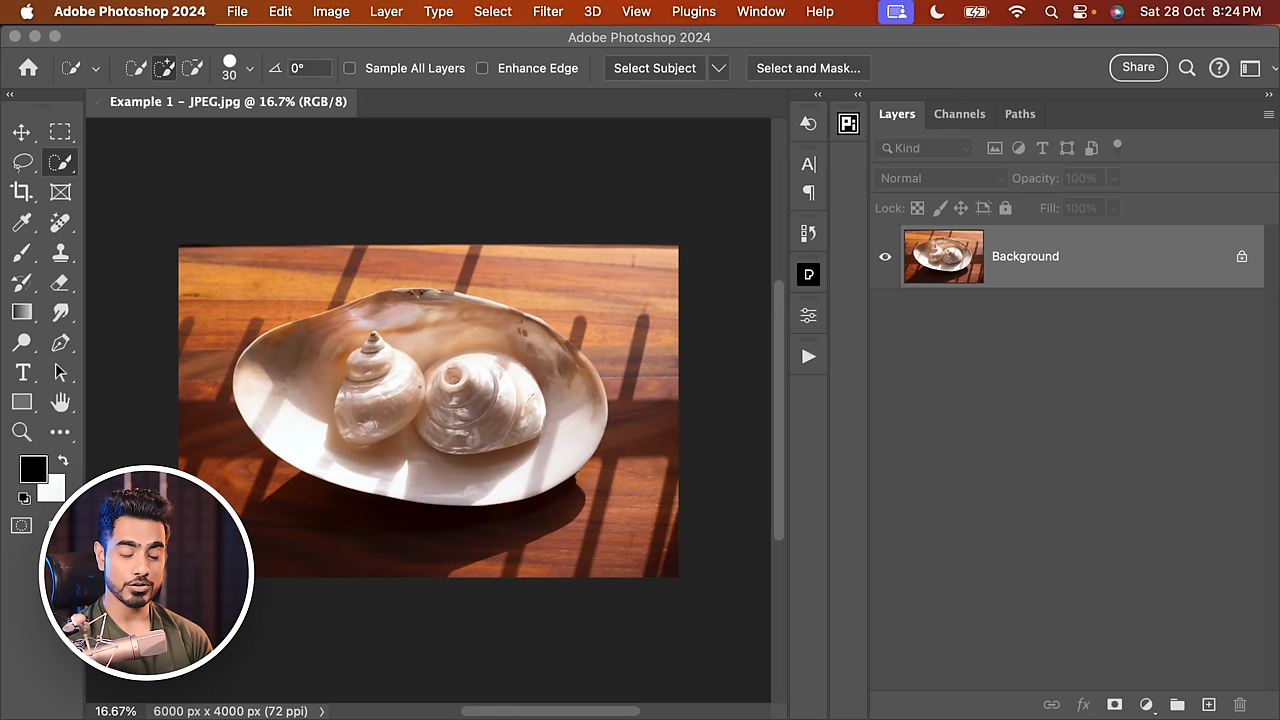 Adobe Photoshop 2024 File Edit Image Layer Type Select Filter 3D View Plugins Window Help Sat 28 Oct 8:24 PM
Adobe Photoshop 2024
30 0° Sample All Layers Enhance Edge Select Subject Select and Mask... Share
Example 1 - JPEG.jpg @ 16.7% (RGB/8)
Layers Channels Paths
Kind
Normal Opacity: 100%
Lock: Fill: 100%
Background
16.67% 6000 px x 4000 px (72 ppi)